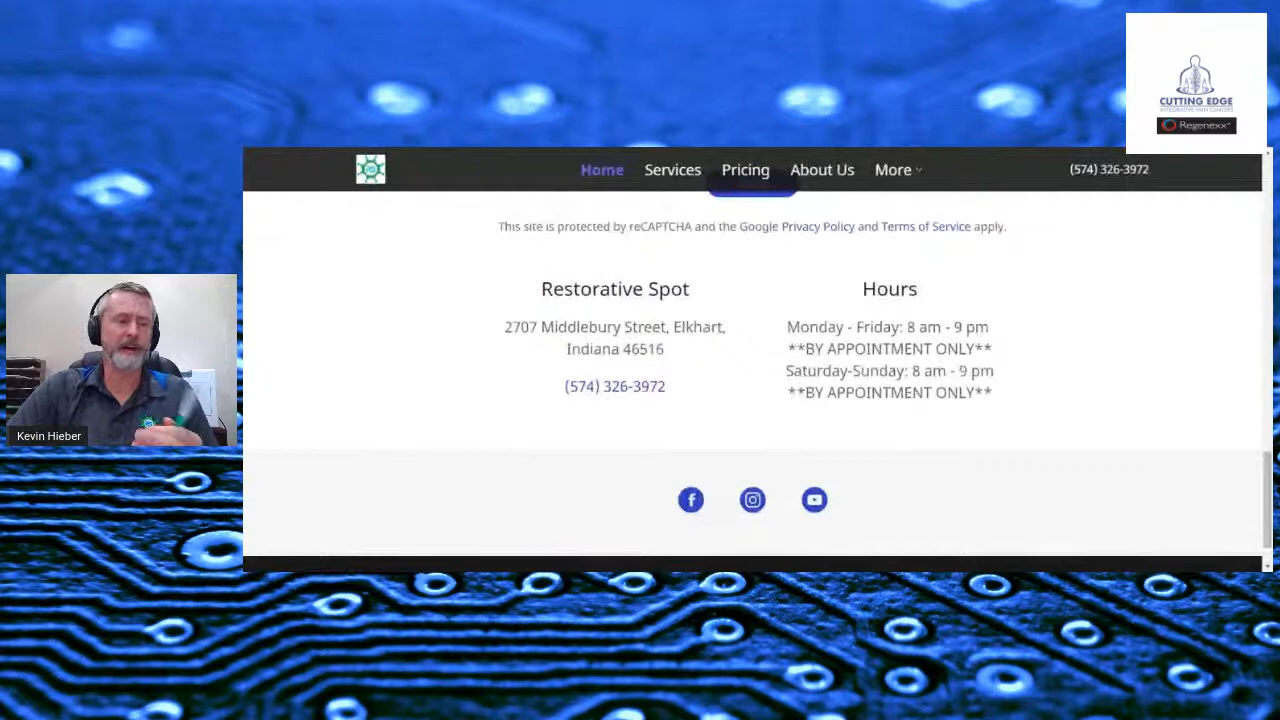 CUTTING EDGE
INTEGRATIVE PAIN CENTERS
Regenexx
Home Services Pricing About Us More (574) 326-3972
This site is protected by reCAPTCHA and the Google Privacy Policy and Terms of Service apply.
Restorative Spot
2707 Middlebury Street, Elkhart,
Indiana 46516
(574) 326-3972
Hours
Monday - Friday: 8 am - 9 pm
**BY APPOINTMENT ONLY**
Saturday-Sunday: 8 am - 9 pm
**BY APPOINTMENT ONLY**
Kevin Hieber